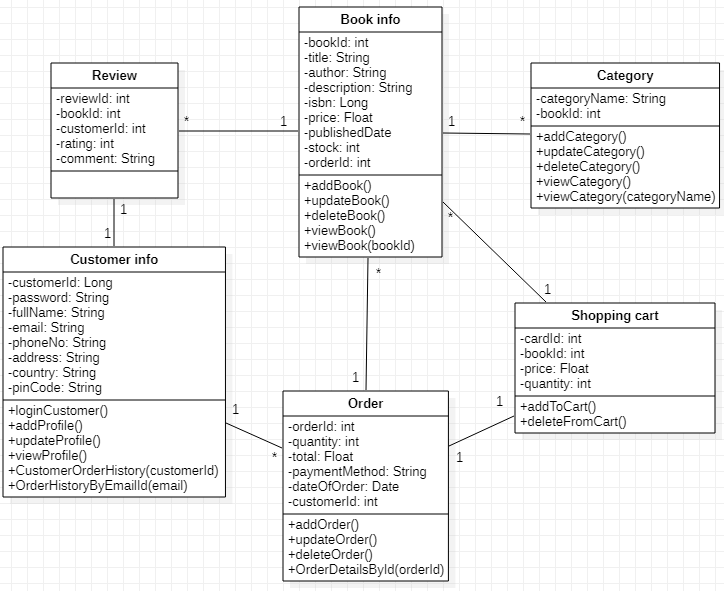 Book info
-bookId: int
-title: String
-author: String
-description: String
-isbn: Long
-price: Float
-publishedDate
-stock: int
-orderId: int
+addBook()
+updateBook()
+deleteBook()
+viewBook()
+viewBook(bookId)
Review
-reviewId: int
-bookId: int
-customerId: int
-rating: int
-comment: String
* 1
1 *
Category
-categoryName: String
-bookId: int
+addCategory()
+updateCategory()
+deleteCategory()
+viewCategory()
+viewCategory(categoryName)
1
1
*
1
*
1
Customer info
-customerId: Long
-password: String
-fullName: String
-email: String
-phoneNo: String
-address: String
-country: String
-pinCode: String
+loginCustomer()
+addProfile()
+updateProfile()
+viewProfile()
+CustomerOrderHistory(customerId)
+OrderHistoryByEmailId(email)
1
*
Order
-orderId: int
-quantity: int
-total: Float
-paymentMethod: String
-dateOfOrder: Date
-customerId: int
+addOrder()
+updateOrder()
+deleteOrder()
+OrderDetailsById(orderId)
1
1
Shopping cart
-cardId: int
-bookId: int
-price: Float
-quantity: int
+addToCart()
+deleteFromCart()